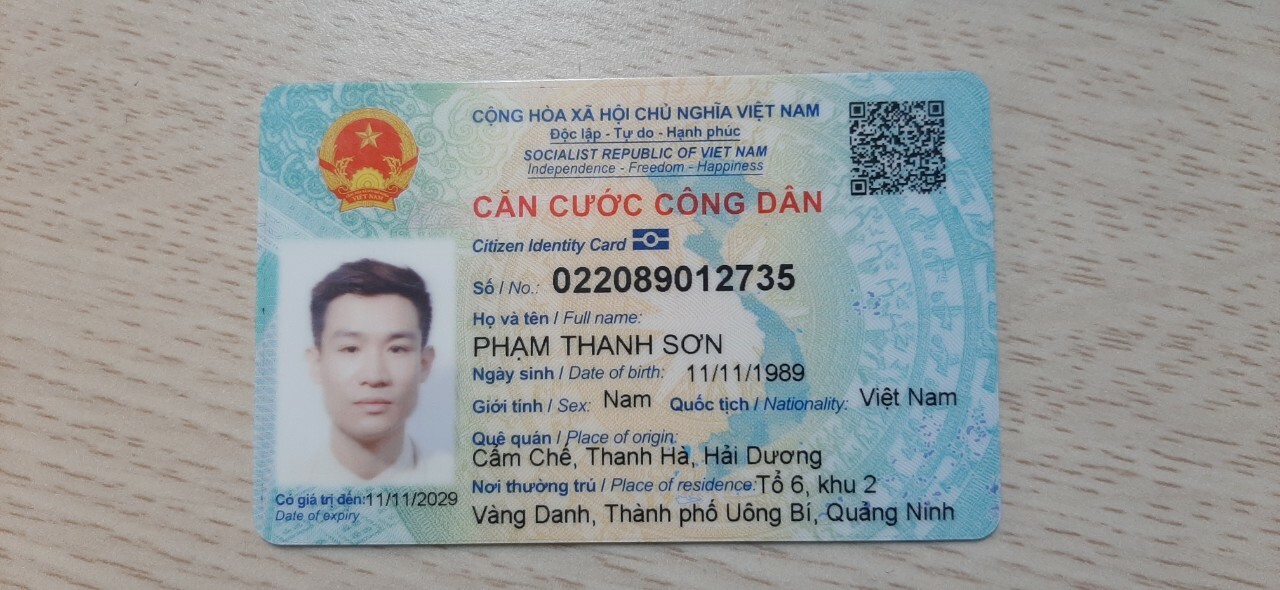 CỘNG HÒA XÃ HỘI CHỦ NGHĨA VIỆT NAM
Độc lập - Tự do - Hạnh phúc
SOCIALIST REPUBLIC OF VIET NAM
Independence - Freedom - Happiness
VIỆT NAM
CĂN CƯỚC CÔNG DÂN
Citizen Identity Card
Số / No.: 022089012735
Họ và tên / Full name:
PHẠM THANH SƠN
Ngày sinh / Date of birth: 11/11/1989
Giới tính / Sex: Nam Quốc tịch / Nationality: Việt Nam
Quê quán / Place of origin:
Cẩm Chế, Thanh Hà, Hải Dương
Nơi thường trú / Place of residence: Tổ 6, khu 2
Vàng Danh, Thành phố Uông Bí, Quảng Ninh
Có giá trị đến: 11/11/2029
Date of expiry